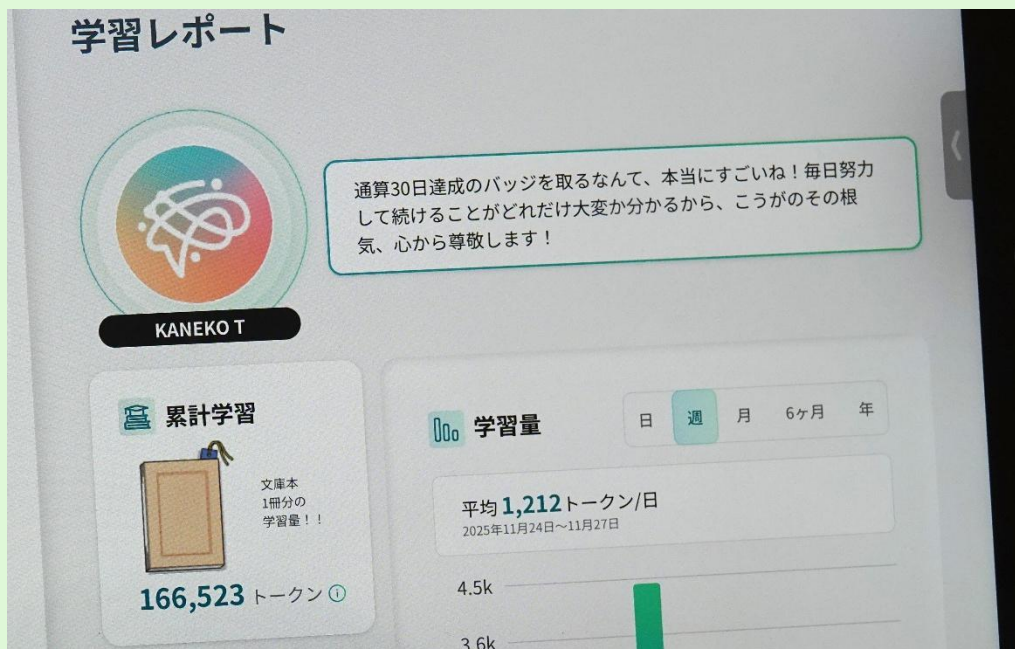 学習レポート
通算30日達成のバッジを取るなんて、本当にすごいね！毎日努力
して続けることがどれだけ大変か分かるから、こうがのその根
気、心から尊敬します！
KANEKO T
累計学習
文庫本
1冊分の
学習量！！
166,523 トークン
学習量
日 週 月 6ヶ月 年
平均 1,212トークン/日
2025年11月24日～11月27日
4.5k
3.6k